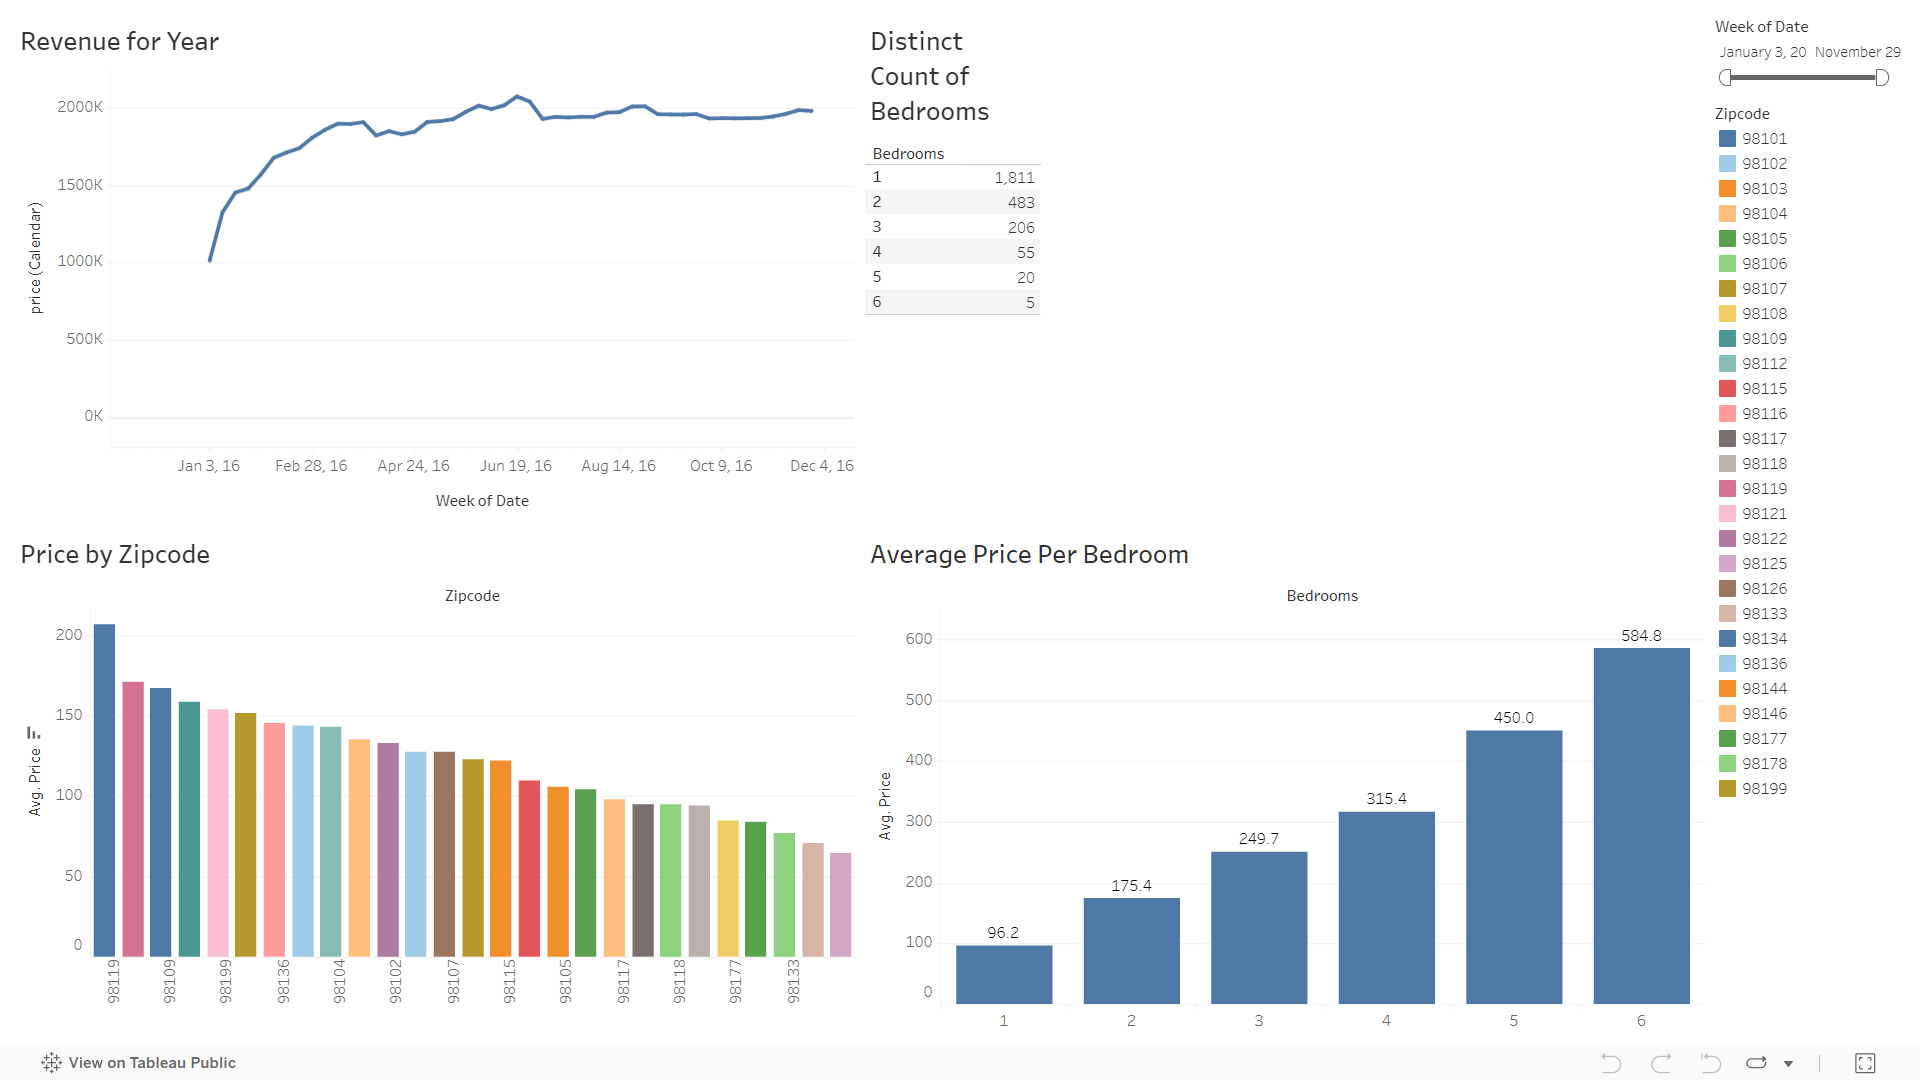 Revenue for Year
2000K
1500K
1000K
500K
0K
price (Calendar)
Jan 3, 16
Feb 28, 16
Apr 24, 16
Jun 19, 16
Aug 14, 16
Oct 9, 16
Dec 4, 16
Week of Date
Distinct
Count of
Bedrooms
Bedrooms
1 1,811
2 483
3 206
4 55
5 20
6 5
Price by Zipcode
Zipcode
200
150
100
50
0
Avg. Price
98119
98109
98199
98136
98104
98102
98107
98115
98105
98117
98118
98177
98133
Average Price Per Bedroom
Bedrooms
600
500
400
300
200
100
0
Avg. Price
96.2
175.4
249.7
315.4
450.0
584.8
1
2
3
4
5
6
Week of Date
January 3, 20 November 29
Zipcode
98101
98102
98103
98104
98105
98106
98107
98108
98109
98112
98115
98116
98117
98118
98119
98121
98122
98125
98126
98133
98134
98136
98144
98146
98177
98178
98199
View on Tableau Public